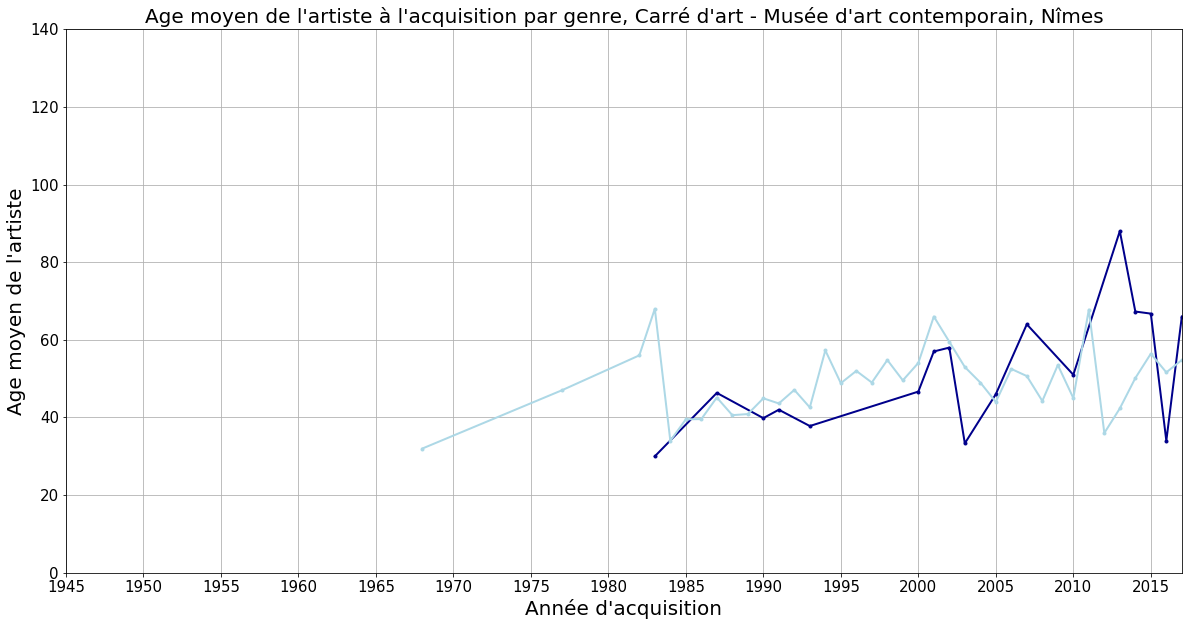 Age moyen de l'artiste à l'acquisition par genre, Carré d'art - Musée d'art contemporain, Nîmes
140
120
100
80
60
40
20
0
Age moyen de l'artiste
1945 1950 1955 1960 1965 1970 1975 1980 1985 1990 1995 2000 2005 2010 2015
Année d'acquisition